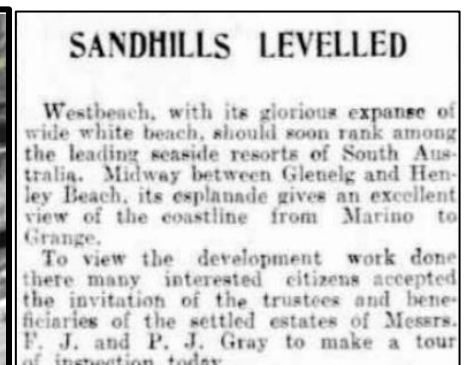 SANDHILLS LEVELLED
Westbeach, with its glorious expanse of
wide white beach, should soon rank among
the leading seaside resorts of South Aus-
tralia. Midway between Glenelg and Hen-
ley Beach, its esplanade gives an excellent
view of the coastline from Marino to
Grange.
To view the development work done
there many interested citizens accepted
the invitation of the trustees and bene-
ficiaries of the settled estates of Messrs.
F. J. and P. J. Gray to make a tour
of inspection today